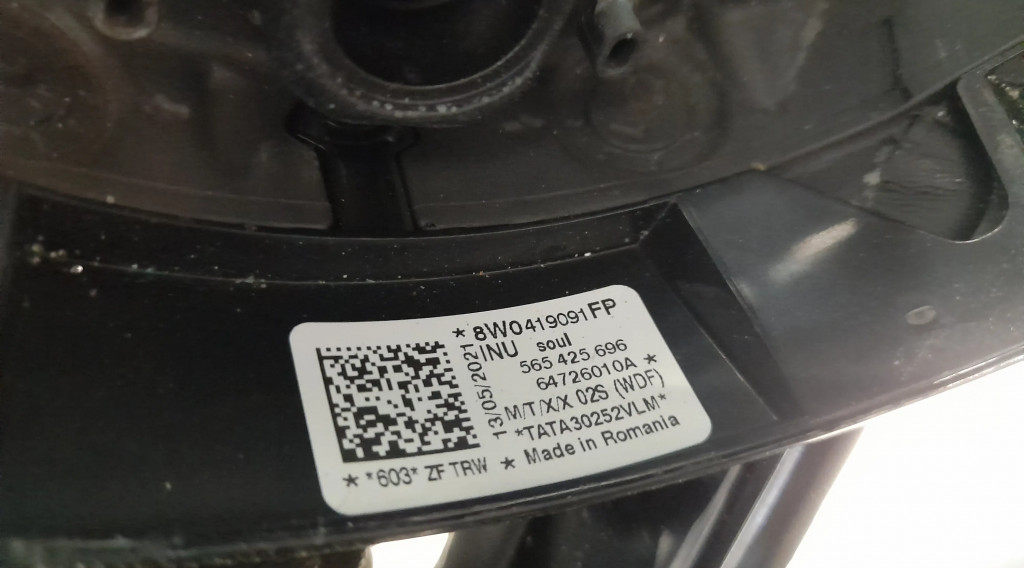 *8W0419091FP
INU soul
565 425 696
64726010A *
M/T/X/X 02S (WDF)
*TATA30252VLM*
* Made in Romania
13/05/2021
* *603* ZF TRW